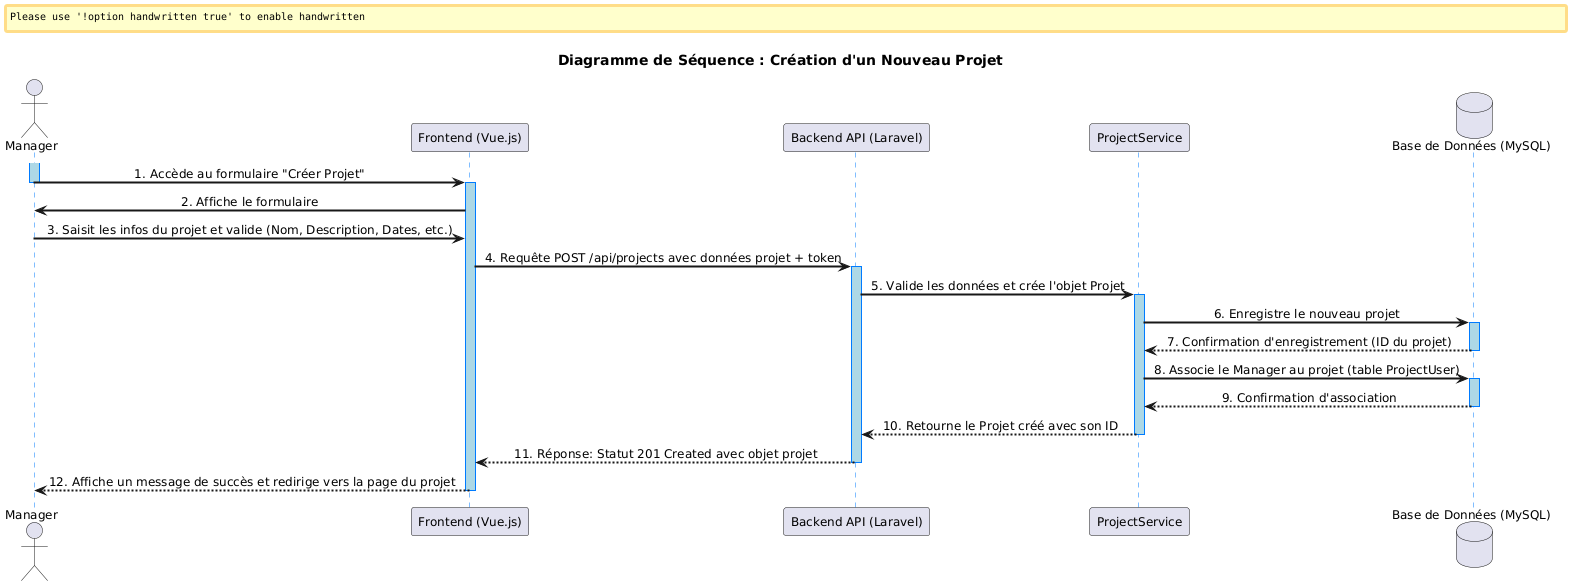 Please use '!option handwritten true' to enable handwritten
Diagramme de Séquence : Création d'un Nouveau Projet
Manager
Frontend (Vue.js)
Backend API (Laravel)
ProjectService
Base de Données (MySQL)
1. Accède au formulaire "Créer Projet"
2. Affiche le formulaire
3. Saisit les infos du projet et valide (Nom, Description, Dates, etc.)
4. Requête POST /api/projects avec données projet + token
5. Valide les données et crée l'objet Projet
6. Enregistre le nouveau projet
7. Confirmation d'enregistrement (ID du projet)
8. Associe le Manager au projet (table ProjectUser)
9. Confirmation d'association
10. Retourne le Projet créé avec son ID
11. Réponse: Statut 201 Created avec objet projet
12. Affiche un message de succès et redirige vers la page du projet
Manager
Frontend (Vue.js)
Backend API (Laravel)
ProjectService
Base de Données (MySQL)